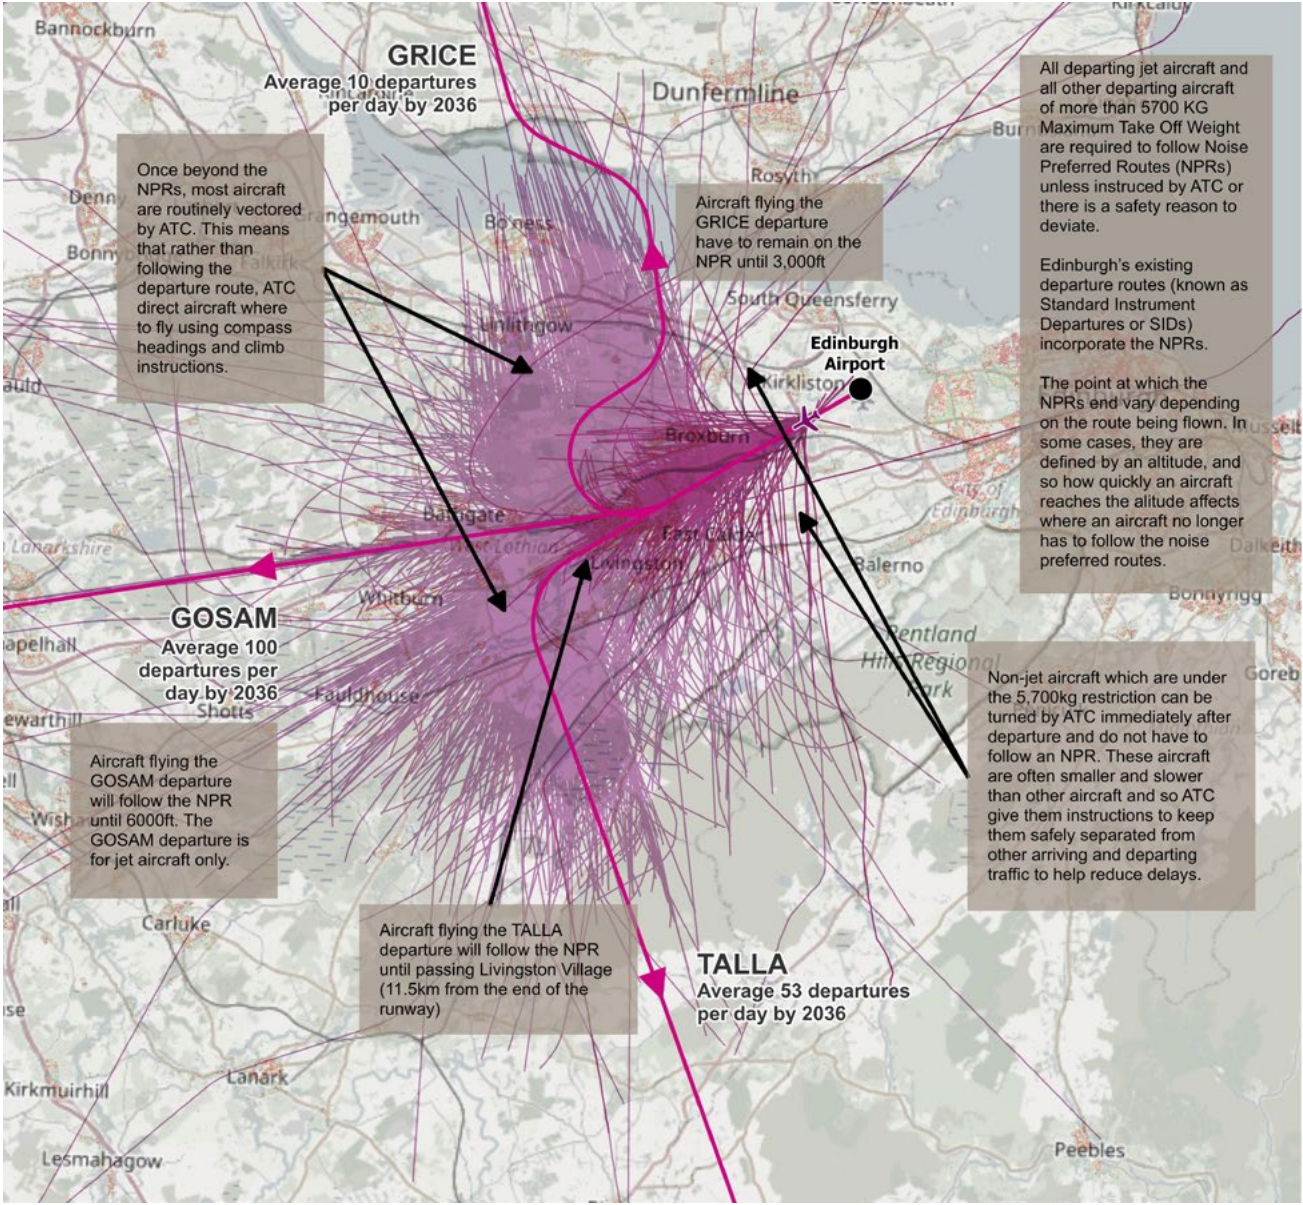 Bannockburn
Kirkcaldy
GRICE
Average 10 departures
per day by 2036
Dunfermline
All departing jet aircraft and
all other departing aircraft
of more than 5700 KG
Maximum Take Off Weight
are required to follow Noise
Preferred Routes (NPRs)
unless instruced by ATC or
there is a safety reason to
deviate.
Edinburgh's existing
departure routes (known as
Standard Instrument
Departures or SIDs)
incorporate the NPRs.
The point at which the
NPRs end vary depending
on the route being flown. In
some cases, they are
defined by an altitude, and
so how quickly an aircraft
reaches the alitude affects
where an aircraft no longer
has to follow the noise
preferred routes.
Once beyond the
NPRs, most aircraft
are routinely vectored
by ATC. This means
that rather than
following the
departure route, ATC
direct aircraft where
to fly using compass
headings and climb
instructions.
Denny
Grangemouth
Falkirk
Bo'ness
Rosyth
Aircraft flying the
GRICE departure
have to remain on the
NPR until 3,000ft
South Queensferry
Linlithgow
Edinburgh
Airport
Kirkliston
Broxburn
City of
Edinburgh
Bathgate
Lanarkshire
West Lothian
East Calder
Livingston
Balerno
Dalkeith
Bonnyrigg
Whitburn
GOSAM
Average 100
departures per
day by 2036
apelhall
Pentland
Hills Regional
Park
Goreb
Fauldhouse
Shotts
ewarthill
Non-jet aircraft which are under
the 5,700kg restriction can be
turned by ATC immediately after
departure and do not have to
follow an NPR. These aircraft
are often smaller and slower
than other aircraft and so ATC
give them instructions to keep
them safely separated from
other arriving and departing
traffic to help reduce delays.
Aircraft flying the
GOSAM departure
will follow the NPR
until 6000ft. The
GOSAM departure is
for jet aircraft only.
Wisha
Carluke
Aircraft flying the TALLA
departure will follow the NPR
until passing Livingston Village
(11.5km from the end of the
runway)
TALLA
Average 53 departures
per day by 2036
Lanark
Kirkmuirhill
Lesmahagow
Peebles